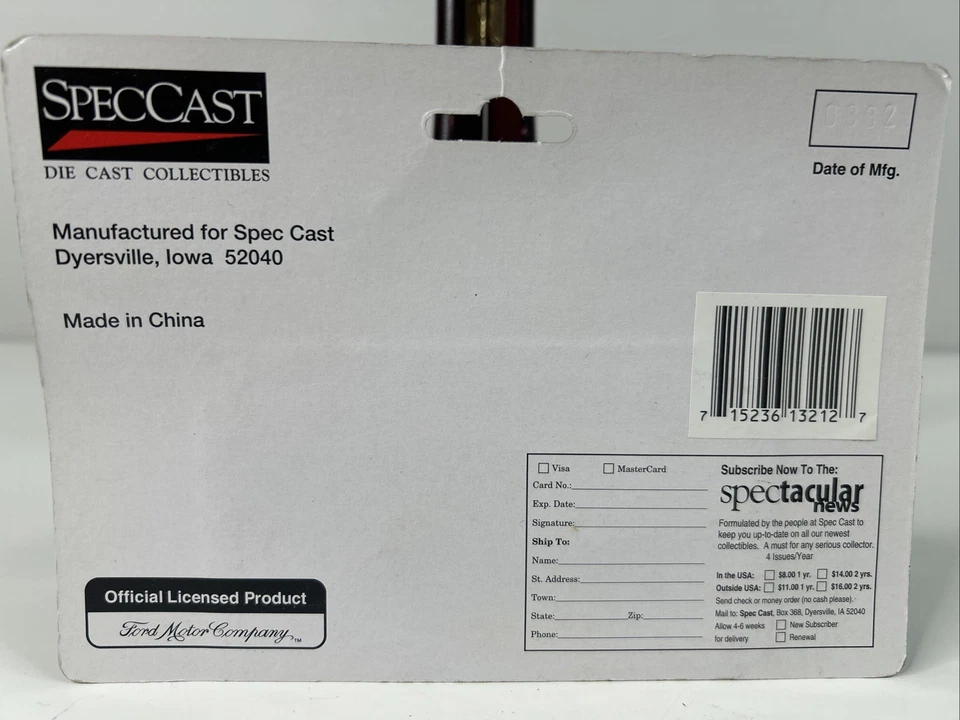 SPECCAST
DIE CAST COLLECTIBLES
Manufactured for Spec Cast
Dyersville, Iowa 52040
Made in China
Date of Mfg.
7 15236 13212 7
Visa MasterCard
Card No.:
Exp. Date:
Signature:
Ship To:
Name:
St. Address:
Town:
State: Zip:
Phone:
Subscribe Now To The:
spectacular
news
Formulated by the people at Spec Cast to
keep you up-to-date on all our newest
collectibles. A must for any serious collector.
4 Issues/Year
In the USA: $8.00 1 yr. $14.00 2 yrs.
Outside USA: $11.00 1 yr. $16.00 2 yrs.
Send check or money order (no cash please).
Mail to: Spec Cast, Box 368, Dyersville, IA 52040
Allow 4-6 weeks New Subscriber
for delivery Renewal
Official Licensed Product
Ford Motor Company TM